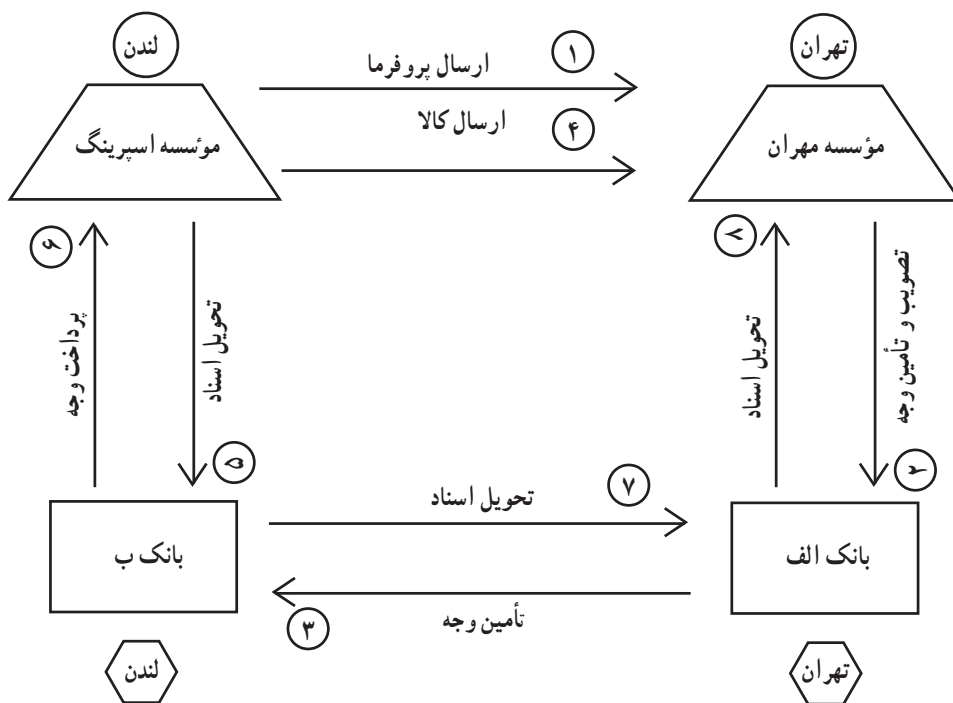 تهران
لندن
۱
ارسال پروفرما
۴
ارسال کالا
مؤسسه مهران
مؤسسه اسپرینگ
تصویب و تأمین وجه
۲
تحویل اسناد
۸
تحویل اسناد
۵
پرداخت وجه
۶
۷
تحویل اسناد
بانک الف
بانک ب
تأمین وجه
۳
تهران
لندن